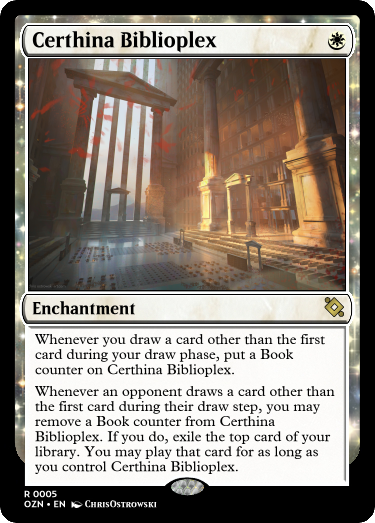 Certhina Biblioplex
Enchantment
Whenever you draw a card other than the first
card during your draw phase, put a Book
counter on Certhina Biblioplex.
Whenever an opponent draws a card other than
the first card during their draw step, you may
remove a Book counter from Certhina
Biblioplex. If you do, exile the top card of your
library. You may play that card for as long as
you control Certhina Biblioplex.
R 0005
OZN • EN ChrisOstrowski